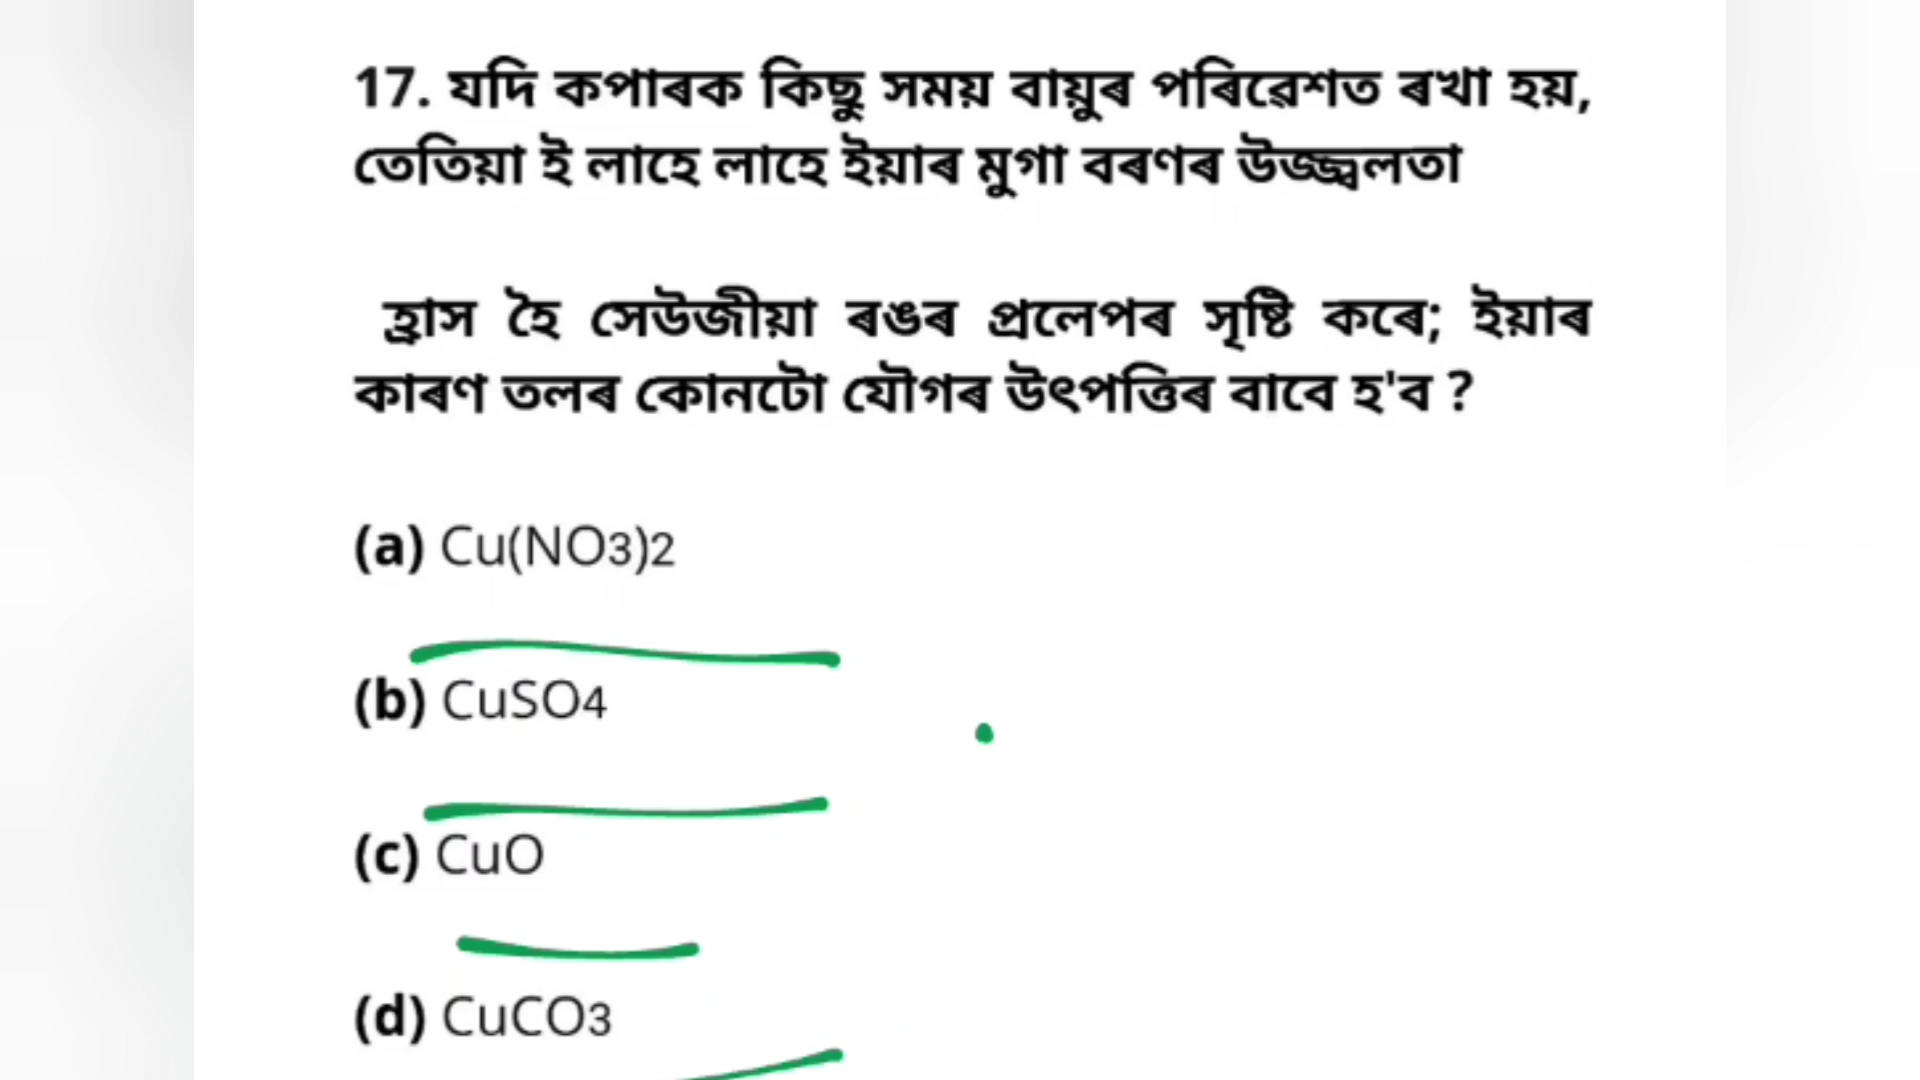 17. যদি কপাৰক কিছু সময় বায়ুৰ পৰিৱেশত ৰখা হয়,
তেতিয়া ই লাহে লাহে ইয়াৰ মুগা বৰণৰ উজ্জ্বলতা
হ্ৰাস হৈ সেউজীয়া ৰঙৰ প্ৰলেপৰ সৃষ্টি কৰে; ইয়াৰ
কাৰণ তলৰ কোনটো যৌগৰ উৎপত্তিৰ বাবে হ'ব ?
(a) Cu(NO3)2
(b) CuSO4
(c) CuO
(d) CuCO3